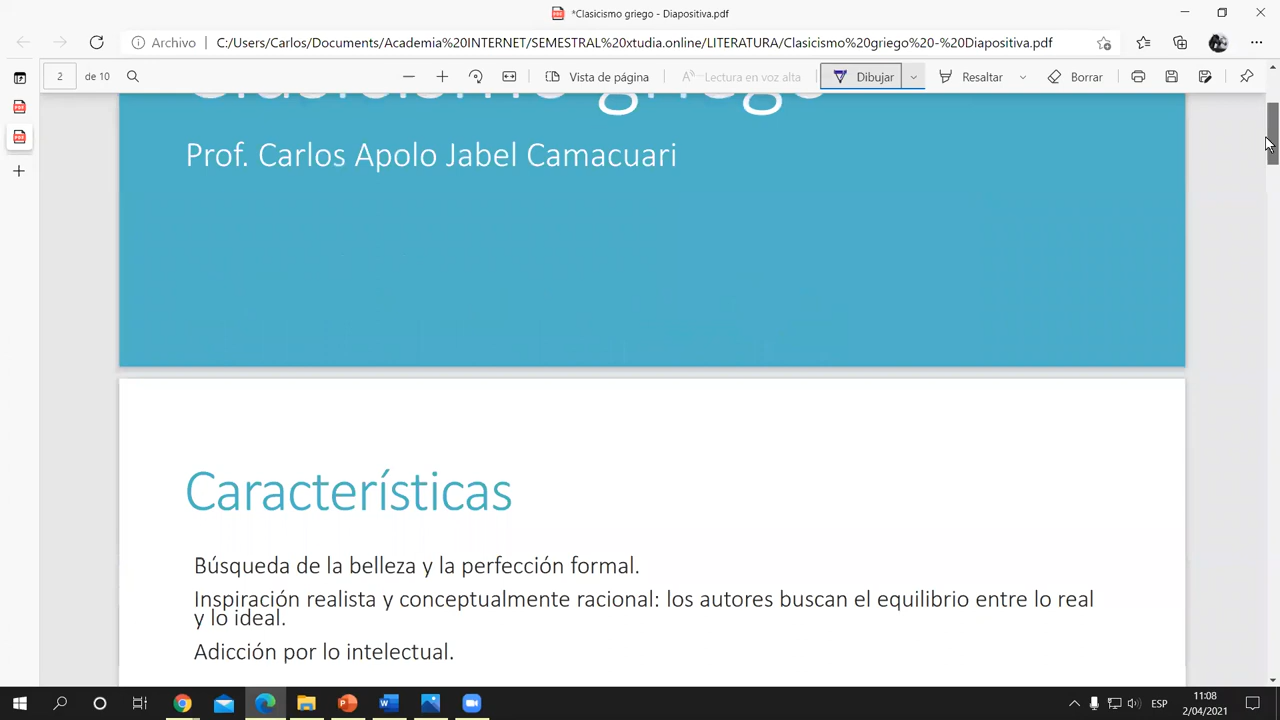 *Clasicismo griego - Diapositiva.pdf
Archivo
C:/Users/Carlos/Documents/Academia%20INTERNET/SEMESTRAL%20xtudia.online/LITERATURA/Clasicismo%20griego%20-%20Diapositiva.pdf
2 de 10
Vista de página
Lectura en voz alta
Dibujar
Resaltar
Borrar
Clasicismo griego
Prof. Carlos Apolo Jabel Camacuari
Características
Búsqueda de la belleza y la perfección formal.
Inspiración realista y conceptualmente racional: los autores buscan el equilibrio entre lo real
y lo ideal.
Adicción por lo intelectual.
ESP
11:08
2/04/2021